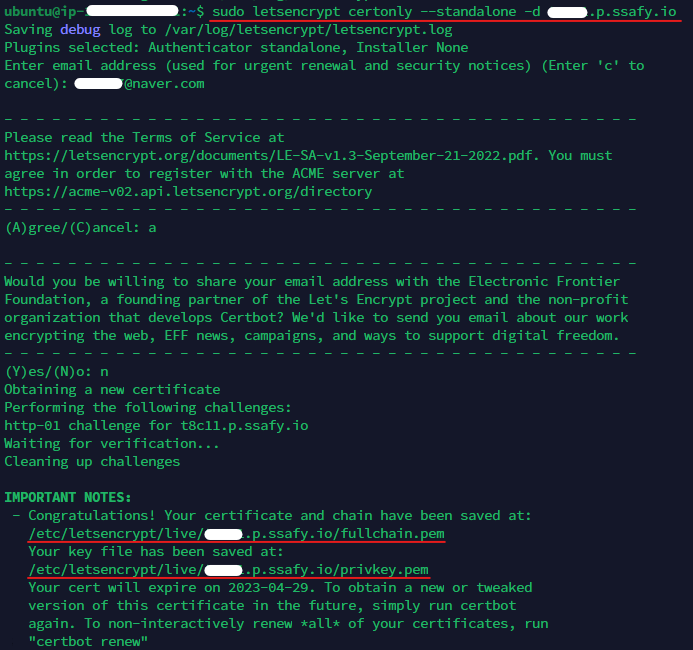 ubuntu@ip- :~$ sudo letsencrypt certonly --standalone -d .p.ssafy.io
Saving debug log to /var/log/letsencrypt/letsencrypt.log
Plugins selected: Authenticator standalone, Installer None
Enter email address (used for urgent renewal and security notices) (Enter 'c' to
cancel): @naver.com
- - - - - - - - - - - - - - - - - - - - - - - - - - - - - - - - - - - - - - - -
Please read the Terms of Service at
https://letsencrypt.org/documents/LE-SA-v1.3-September-21-2022.pdf. You must
agree in order to register with the ACME server at
https://acme-v02.api.letsencrypt.org/directory
- - - - - - - - - - - - - - - - - - - - - - - - - - - - - - - - - - - - - - - -
(A)gree/(C)ancel: a
- - - - - - - - - - - - - - - - - - - - - - - - - - - - - - - - - - - - - - - -
Would you be willing to share your email address with the Electronic Frontier
Foundation, a founding partner of the Let's Encrypt project and the non-profit
organization that develops Certbot? We'd like to send you email about our work
encrypting the web, EFF news, campaigns, and ways to support digital freedom.
- - - - - - - - - - - - - - - - - - - - - - - - - - - - - - - - - - - - - - - -
(Y)es/(N)o: n
Obtaining a new certificate
Performing the following challenges:
http-01 challenge for t8c11.p.ssafy.io
Waiting for verification...
Cleaning up challenges
IMPORTANT NOTES:
- Congratulations! Your certificate and chain have been saved at:
/etc/letsencrypt/live/ .p.ssafy.io/fullchain.pem
Your key file has been saved at:
/etc/letsencrypt/live/ .p.ssafy.io/privkey.pem
Your cert will expire on 2023-04-29. To obtain a new or tweaked
version of this certificate in the future, simply run certbot
again. To non-interactively renew *all* of your certificates, run
"certbot renew"